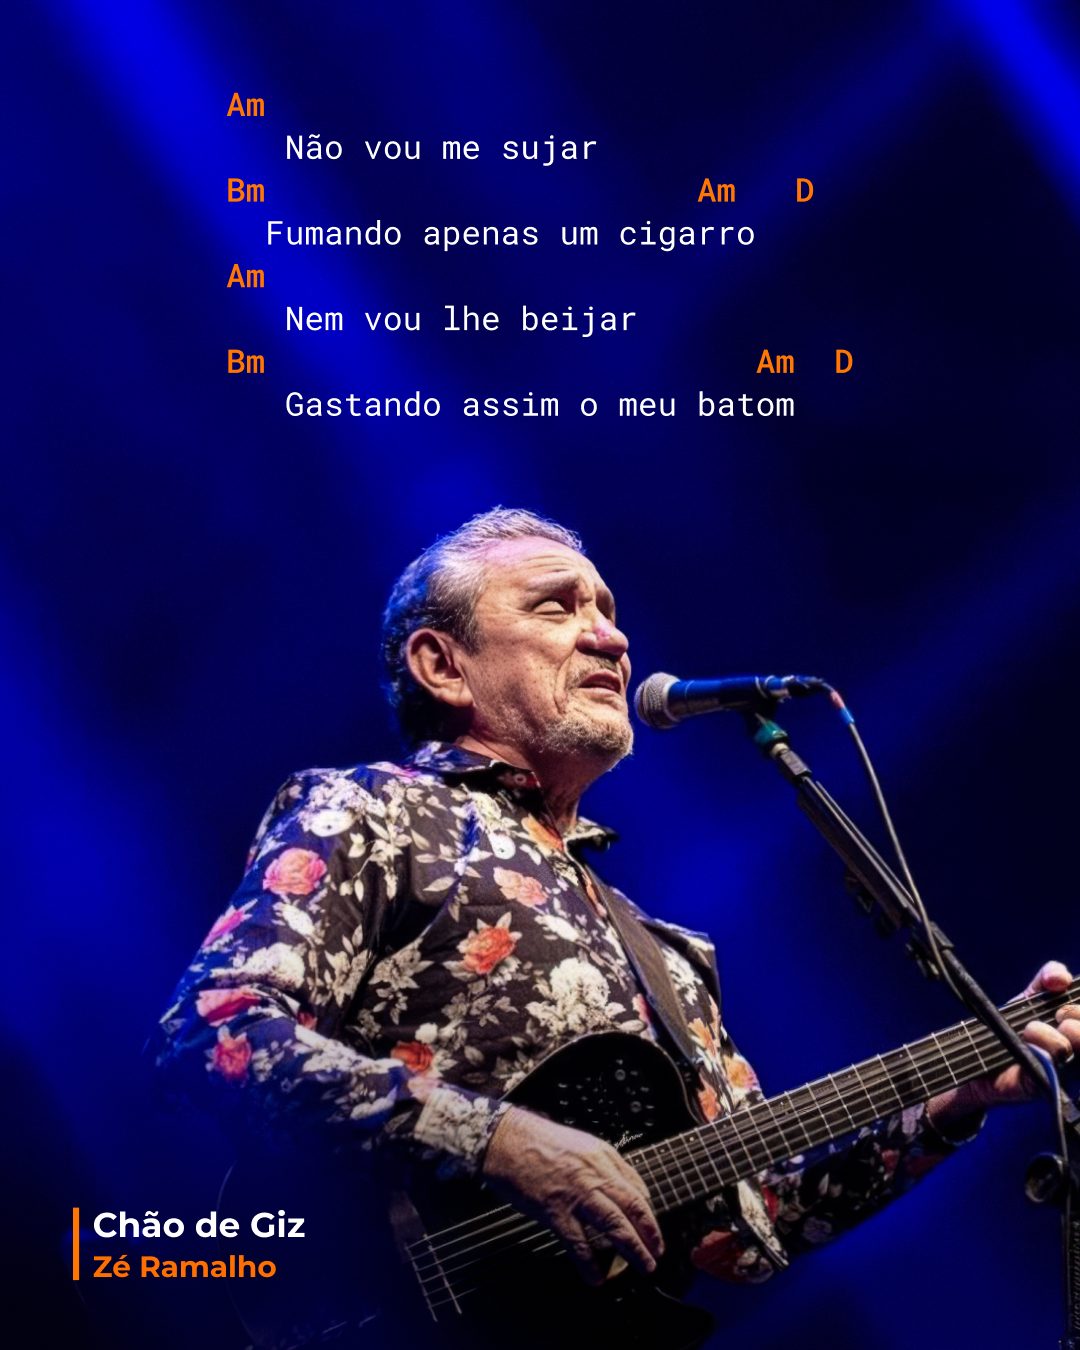 Am
Não vou me sujar
Bm Am D
Fumando apenas um cigarro
Am
Nem vou lhe beijar
Bm Am D
Gastando assim o meu batom
Chão de Giz
Zé Ramalho